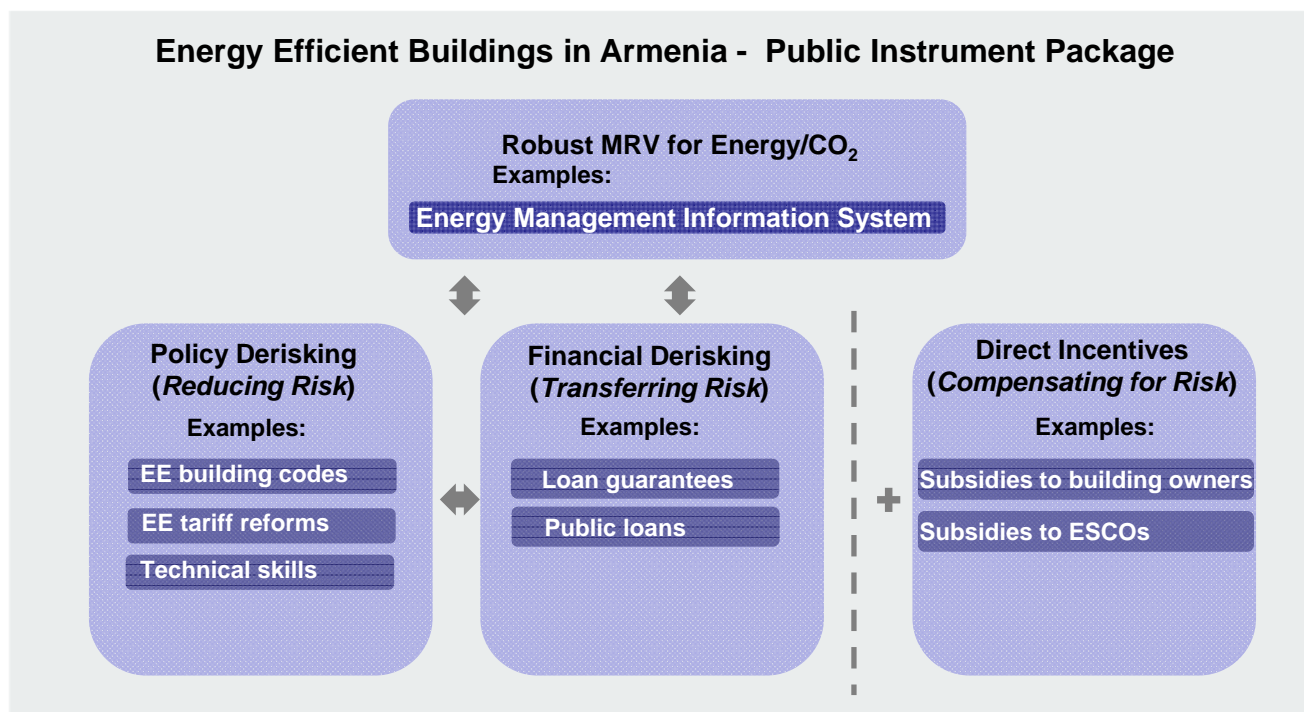 Energy Efficient Buildings in Armenia - Public Instrument Package
Robust MRV for Energy/CO₂
Examples:
Energy Management Information System
Policy Derisking
(Reducing Risk)
Examples:
EE building codes
EE tariff reforms
Technical skills
Financial Derisking
(Transferring Risk)
Examples:
Loan guarantees
Public loans
Direct Incentives
(Compensating for Risk)
Examples:
Subsidies to building owners
Subsidies to ESCOs